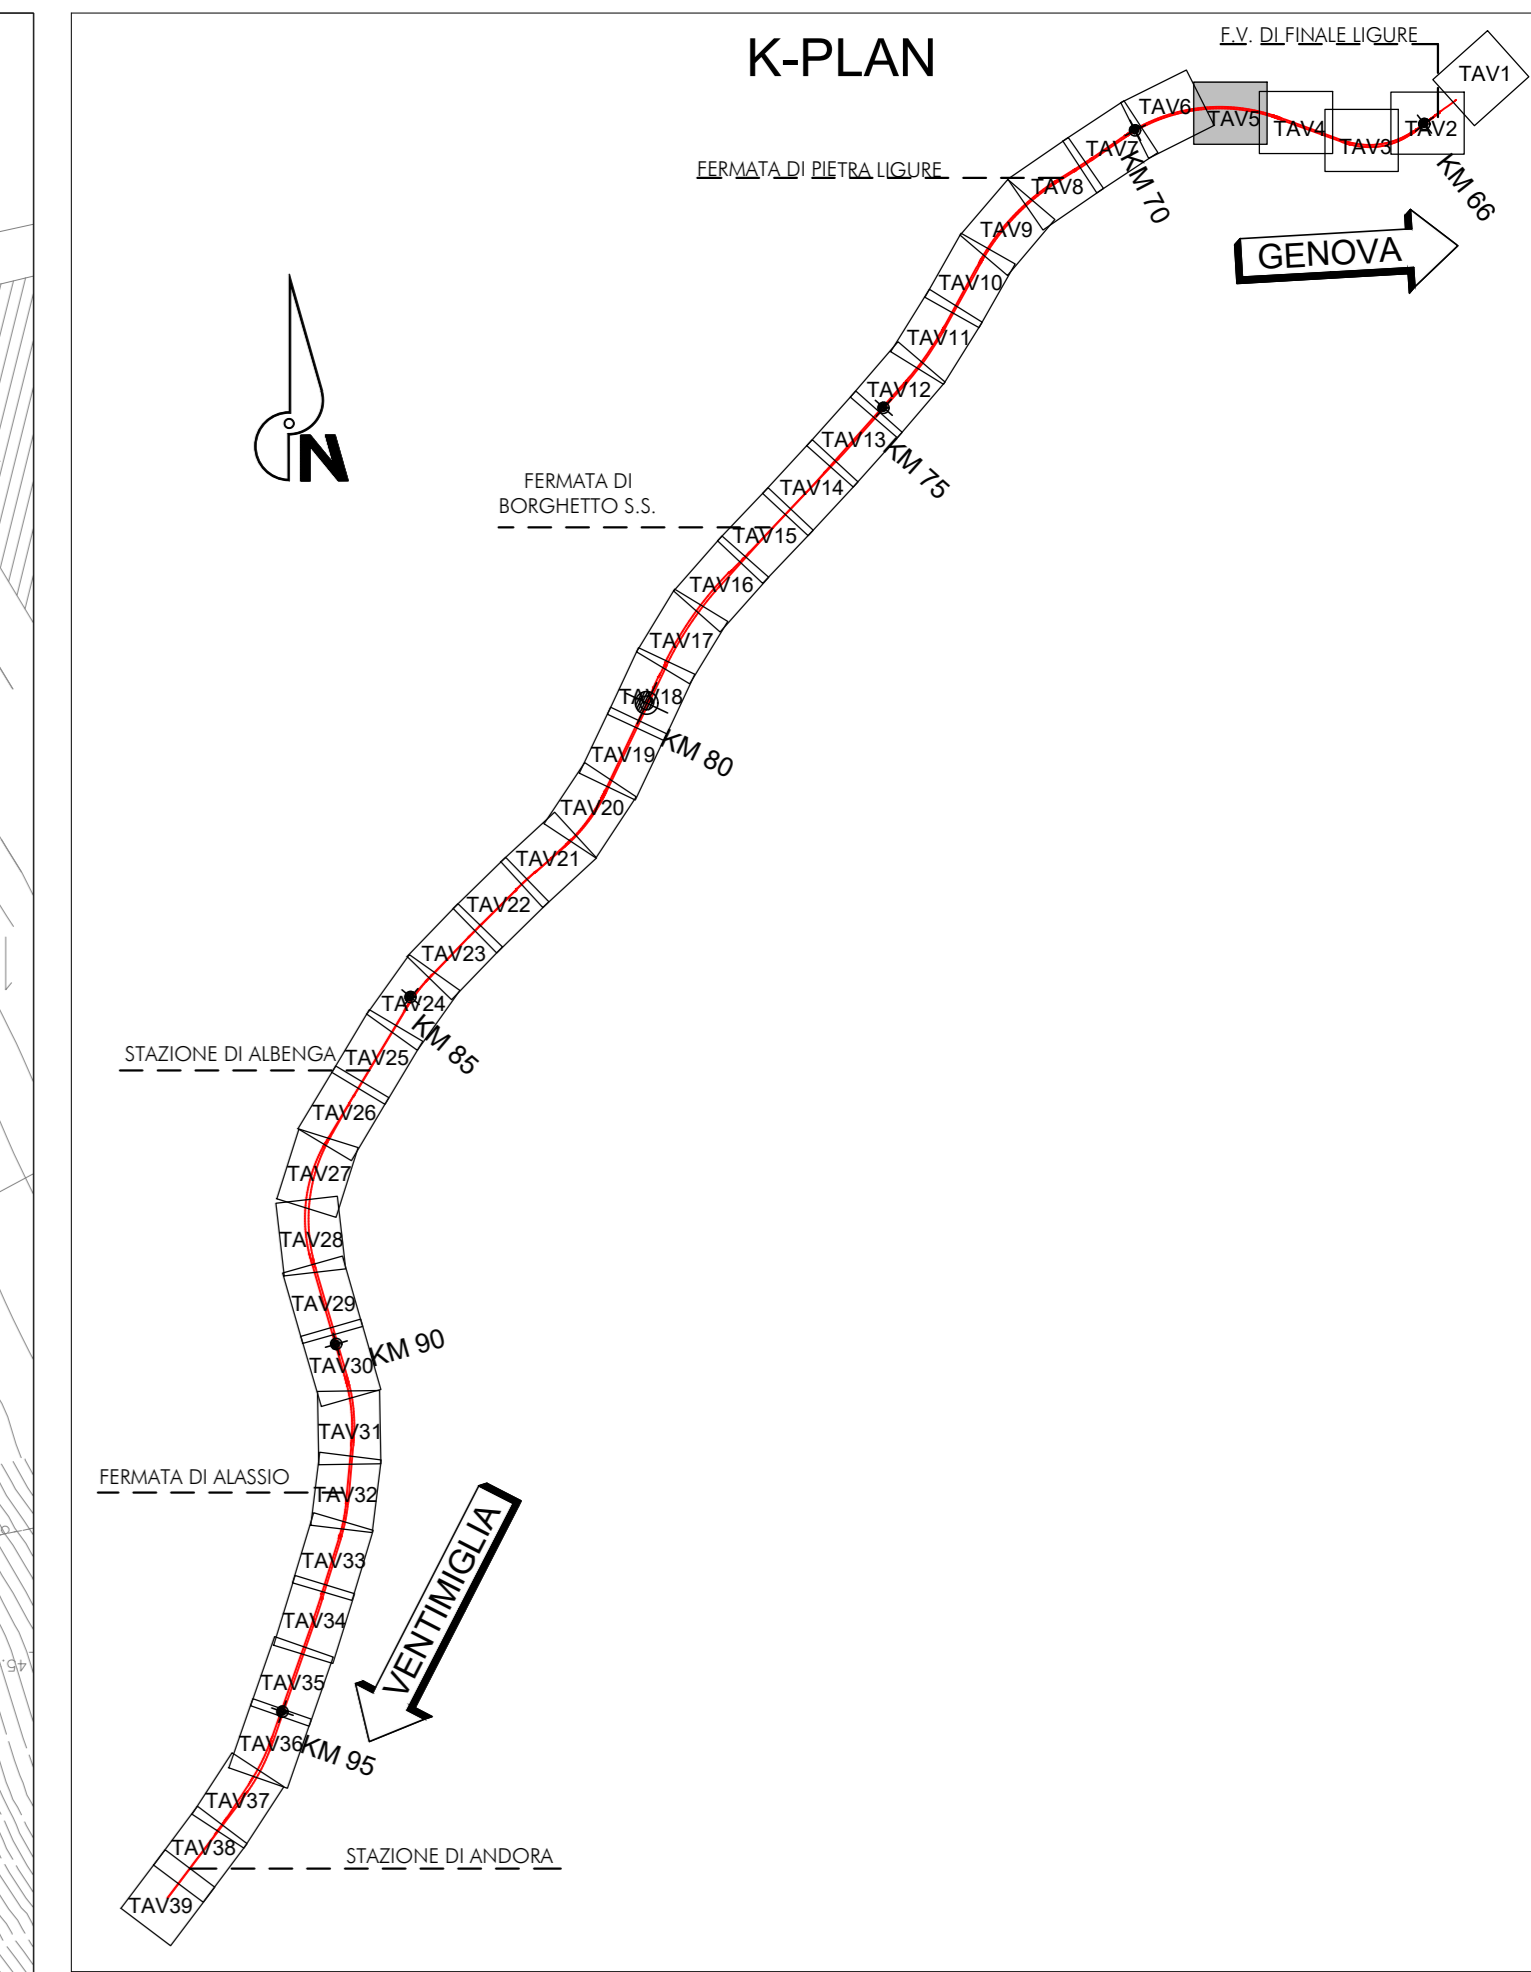 K-PLAN
F.V. DI FINALE LIGURE
TAV1
TAV2
TAV3
TAV4
TAV5
TAV6
TAV7
KM 66
KM 70
FERMATA DI PIETRA LIGURE
TAV8
TAV9
GENOVA
TAV10
TAV11
TAV12
TAV13
KM 75
N
TAV14
FERMATA DI
BORGHETTO S.S.
TAV15
TAV16
TAV17
TAV18
KM 80
TAV19
TAV20
TAV21
TAV22
TAV23
TAV24
KM 85
STAZIONE DI ALBENGA
TAV25
TAV26
TAV27
TAV28
TAV29
KM 90
TAV30
TAV31
FERMATA DI ALASSIO
TAV32
VENTIMIGLIA
TAV33
TAV34
TAV35
TAV36
KM 95
TAV37
TAV38
STAZIONE DI ANDORA
TAV39